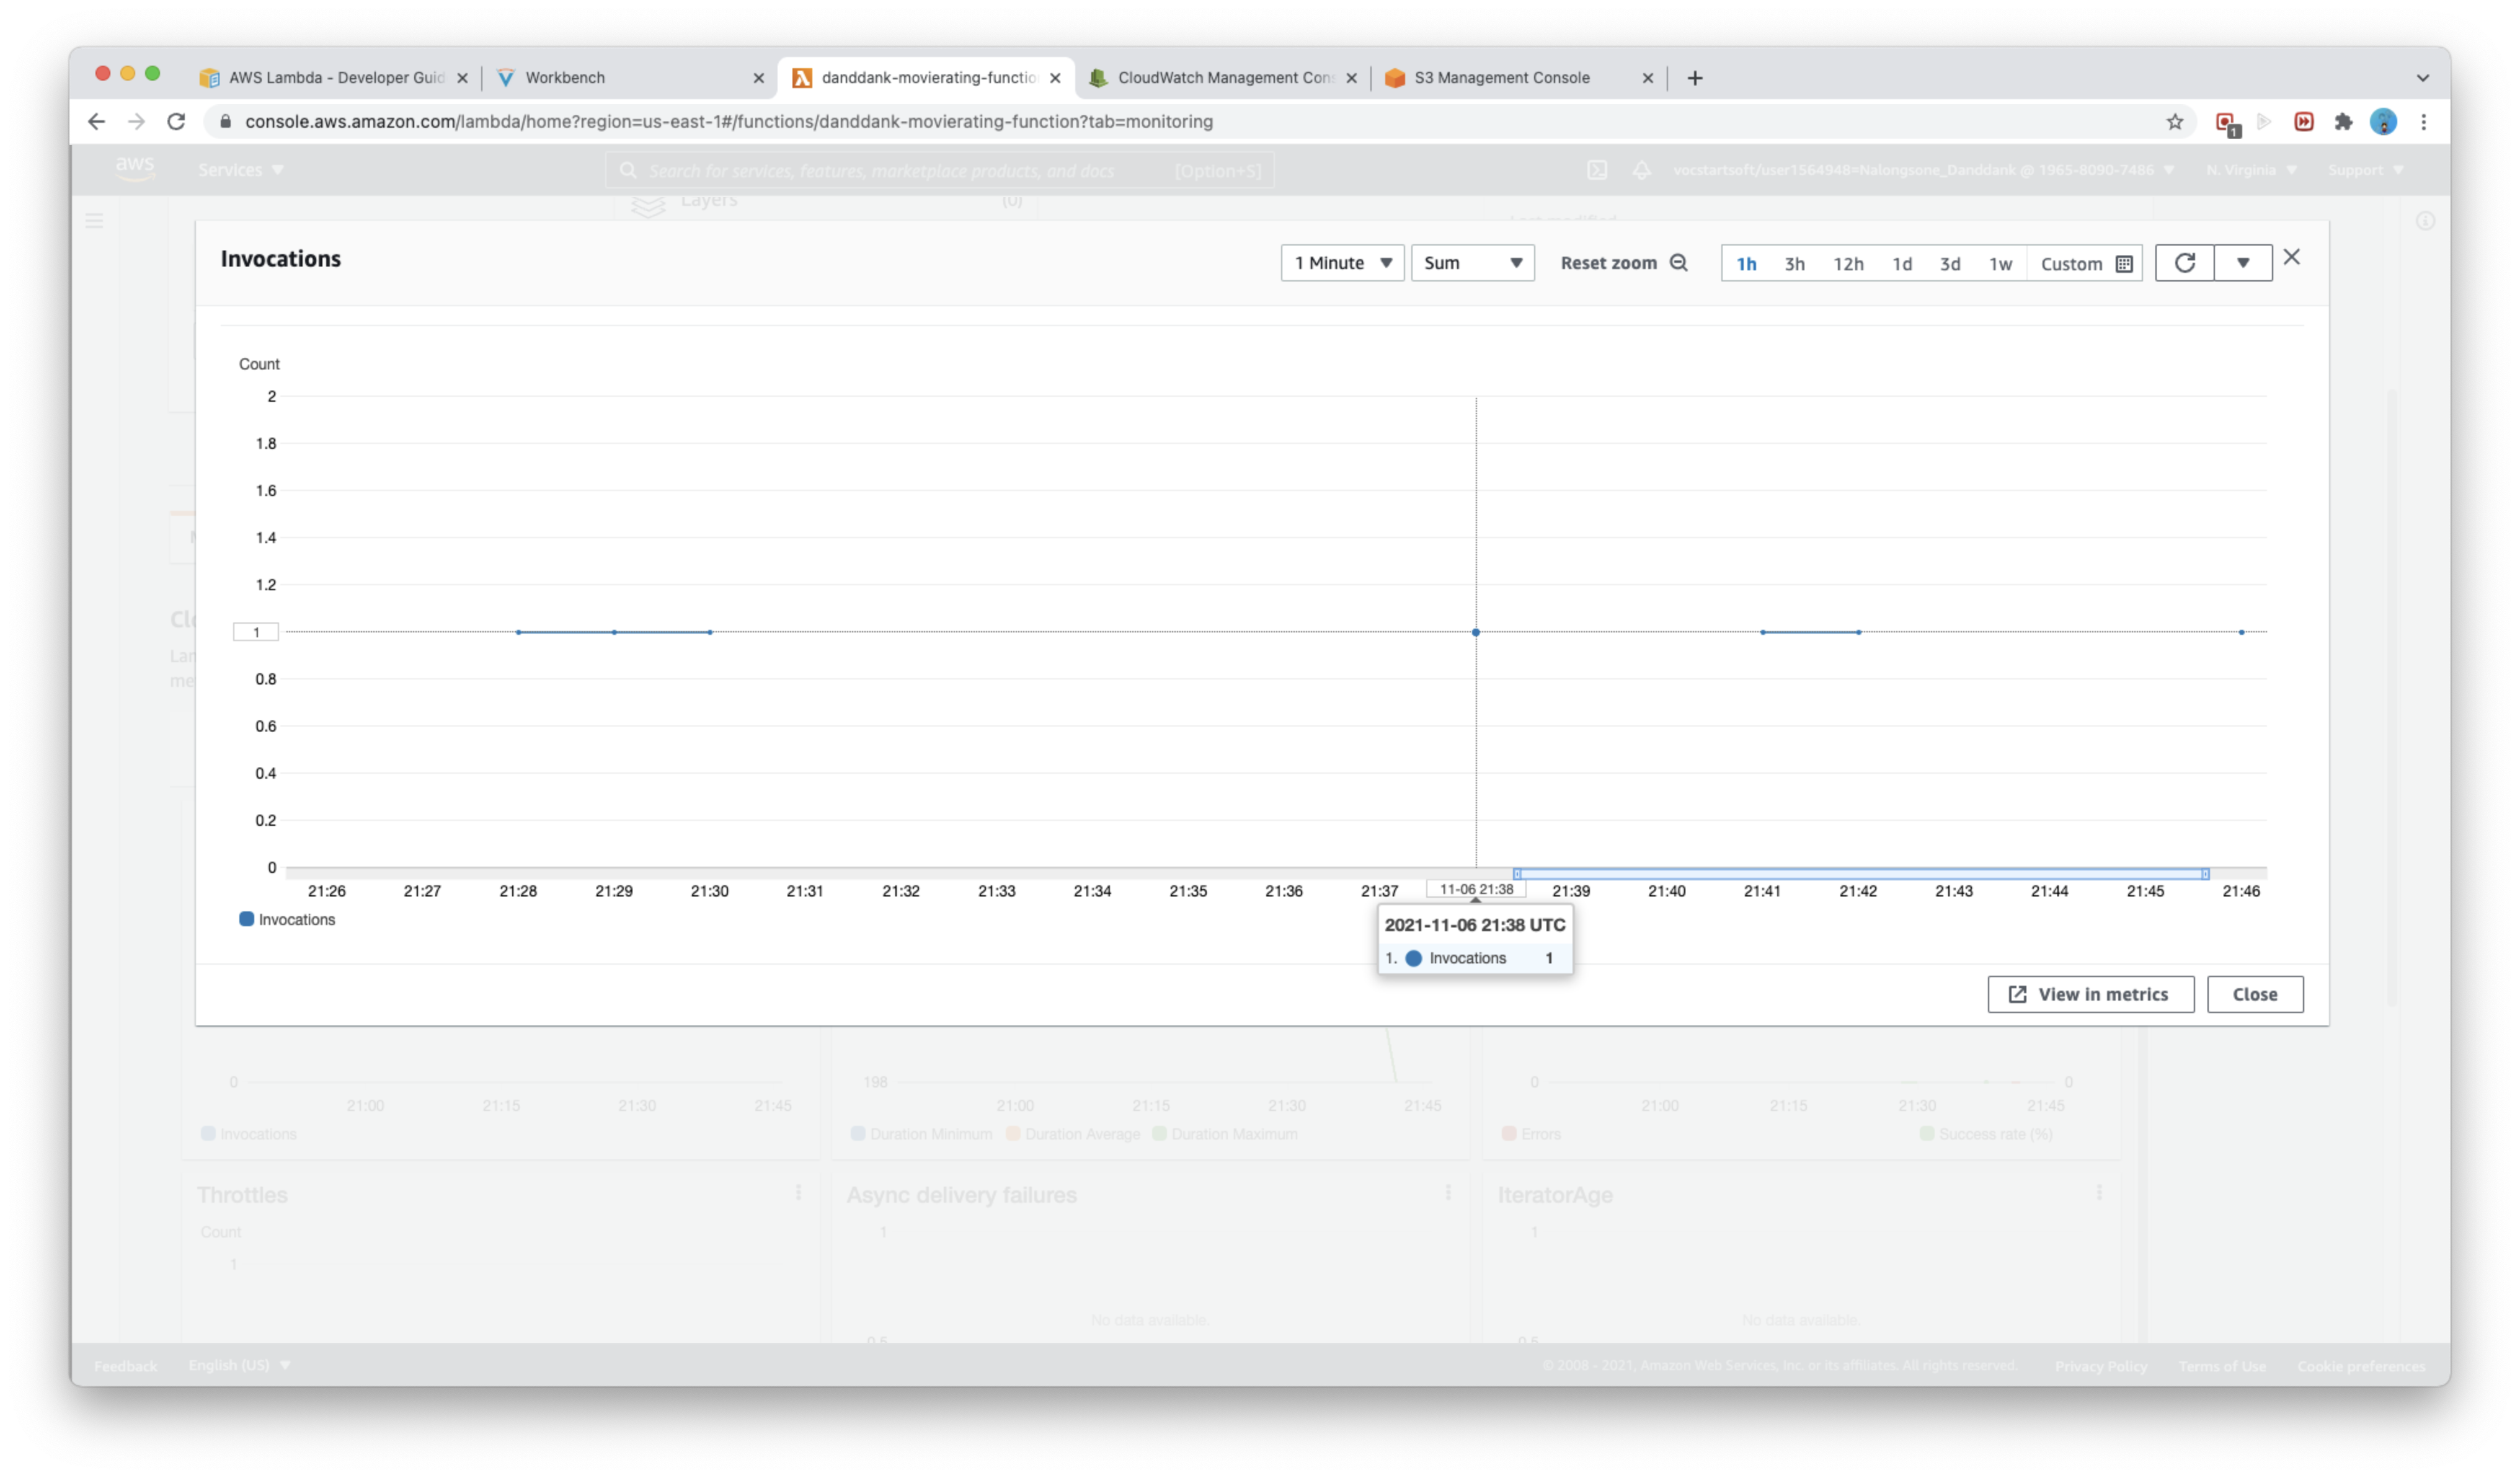 AWS Lambda - Developer Guid
Workbench
danddank-movierating-functio
CloudWatch Management Cons
S3 Management Console
console.aws.amazon.com/lambda/home?region=us-east-1#/functions/danddank-movierating-function?tab=monitoring
1
aws
Services
Search for services, features, marketplace products, and docs [Option+S]
vocstartsoft/user1564948=Nalongsone_Danddank @ 1965-8090-7486
N. Virginia
Support
Layers (0)
Last modified
Invocations
1 Minute
Sum
Reset zoom
1h 3h 12h 1d 3d 1w Custom
Count
2
1.8
1.6
1.4
1.2
1
0.8
0.6
0.4
0.2
0
21:26 21:27 21:28 21:29 21:30 21:31 21:32 21:33 21:34 21:35 21:36 21:37 11-06 21:38 21:39 21:40 21:41 21:42 21:43 21:44 21:45 21:46
Invocations
2021-11-06 21:38 UTC
1. Invocations 1
View in metrics
Close
0
21:00 21:15 21:30 21:45
Invocations
198
21:00 21:15 21:30 21:45
Duration Minimum Duration Average Duration Maximum
0 0
21:00 21:15 21:30 21:45
Errors Success rate (%)
Throttles
Count
1
Async delivery failures
1
No data available.
0.5
IteratorAge
1
No data available.
0.5
Feedback English (US)
© 2008 - 2021, Amazon Web Services, Inc. or its affiliates. All rights reserved. Privacy Policy Terms of Use Cookie preferences